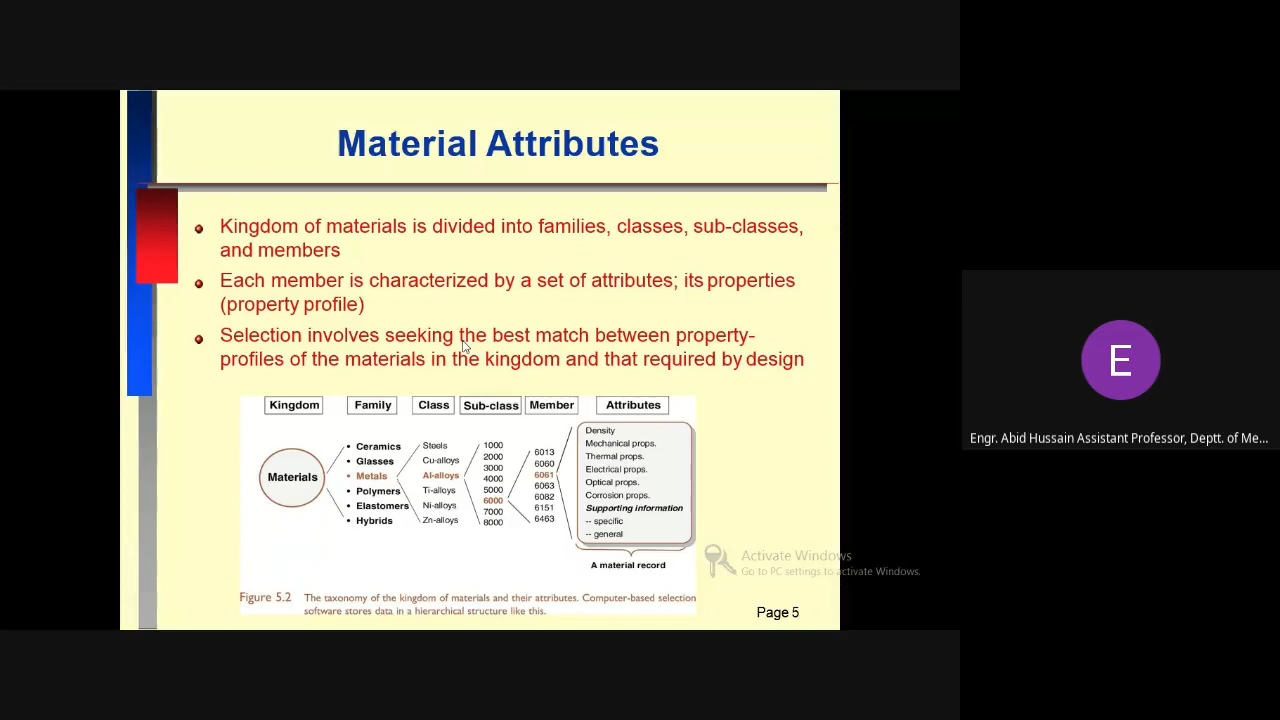 Material Attributes
Kingdom of materials is divided into families, classes, sub-classes,
and members
Each member is characterized by a set of attributes; its properties
(property profile)
Selection involves seeking the best match between property-
profiles of the materials in the kingdom and that required by design
Kingdom Family Class Sub-class Member Attributes
Materials
• Ceramics
• Glasses
• Metals
• Polymers
• Elastomers
• Hybrids
Steels
Cu-alloys
Al-alloys
Ti-alloys
Ni-alloys
Zn-alloys
1000
2000
3000
4000
5000
6000
7000
8000
6013
6060
6061
6063
6082
6151
6463
Density
Mechanical props.
Thermal props.
Electrical props.
Optical props.
Corrosion props.
Supporting information
-- specific
-- general
A material record
Figure 5.2 The taxonomy of the kingdom of materials and their attributes. Computer-based selection
software stores data in a hierarchical structure like this.
Page 5
Activate Windows
Go to PC settings to activate Windows.
E
Engr. Abid Hussain Assistant Professor, Deptt. of Me...